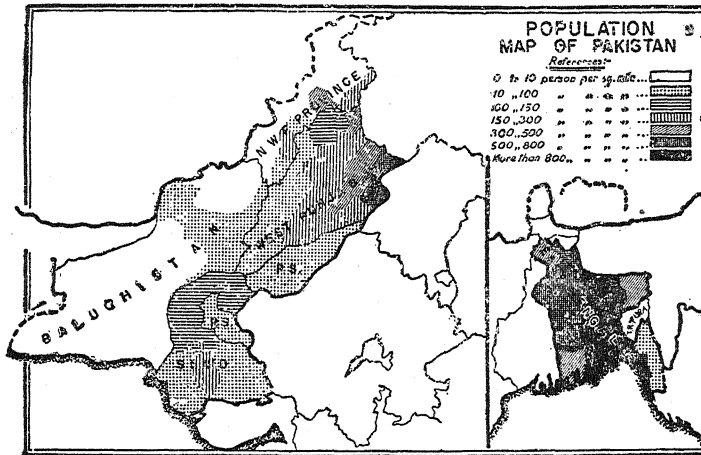 POPULATION
MAP OF PAKISTAN
References:-
0 to 10 person per sq. mile...
10 ,, 100 " " " "...
100 ,, 150 " " " "...
150 ,, 300 " " " "...
300 ,, 500 " " " "...
500 ,, 800 " " " "...
More than 800 ,, " " "...
N.W.F. PROVINCE
WEST PUNJAB
B.S.
BALUCHISTAN
SIND